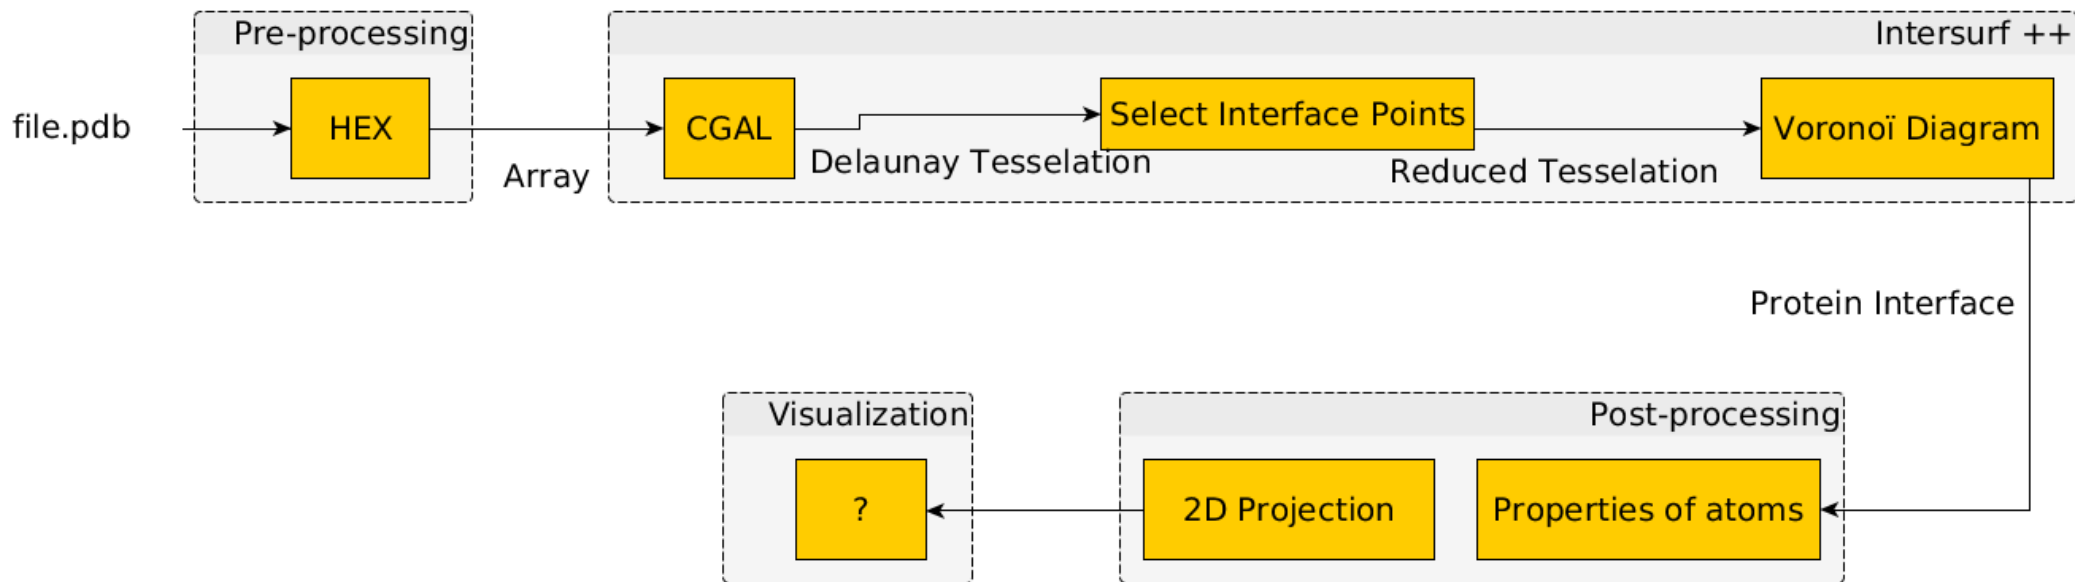 Pre-processing
Intersurf ++
file.pdb
HEX
Array
CGAL
Delaunay Tesselation
Select Interface Points
Reduced Tesselation
Voronoï Diagram
Protein Interface
Visualization
Post-processing
?
2D Projection
Properties of atoms